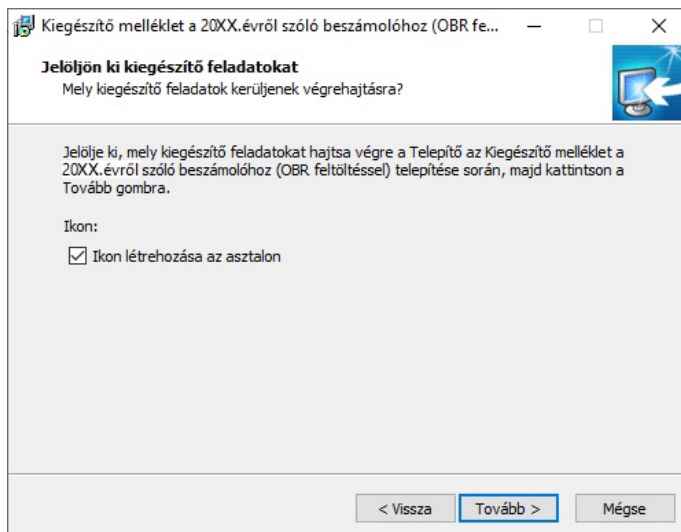 Kiegészítő melléklet a 20XX.évről szóló beszámolóhoz (OBR fe...
Jelöljön ki kiegészítő feladatokat
Mely kiegészítő feladatok kerüljenek végrehajtásra?
Jelölje ki, mely kiegészítő feladatokat hajtsa végre a Telepítő az Kiegészítő melléklet a
20XX.évről szóló beszámolóhoz (OBR feltöltéssel) telepítése során, majd kattintson a
Tovább gombra.
Ikon:
Ikon létrehozása az asztalon
< Vissza
Tovább >
Mégse